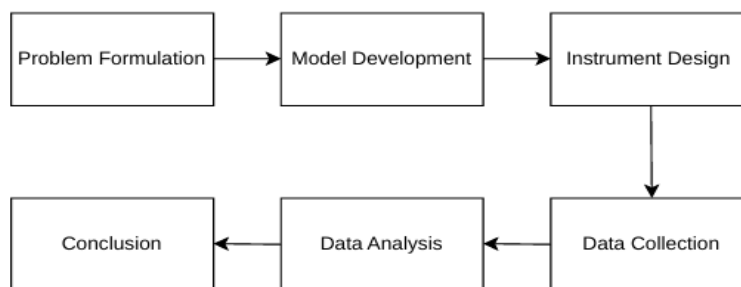 Problem Formulation
Model Development
Instrument Design
Data Collection
Data Analysis
Conclusion